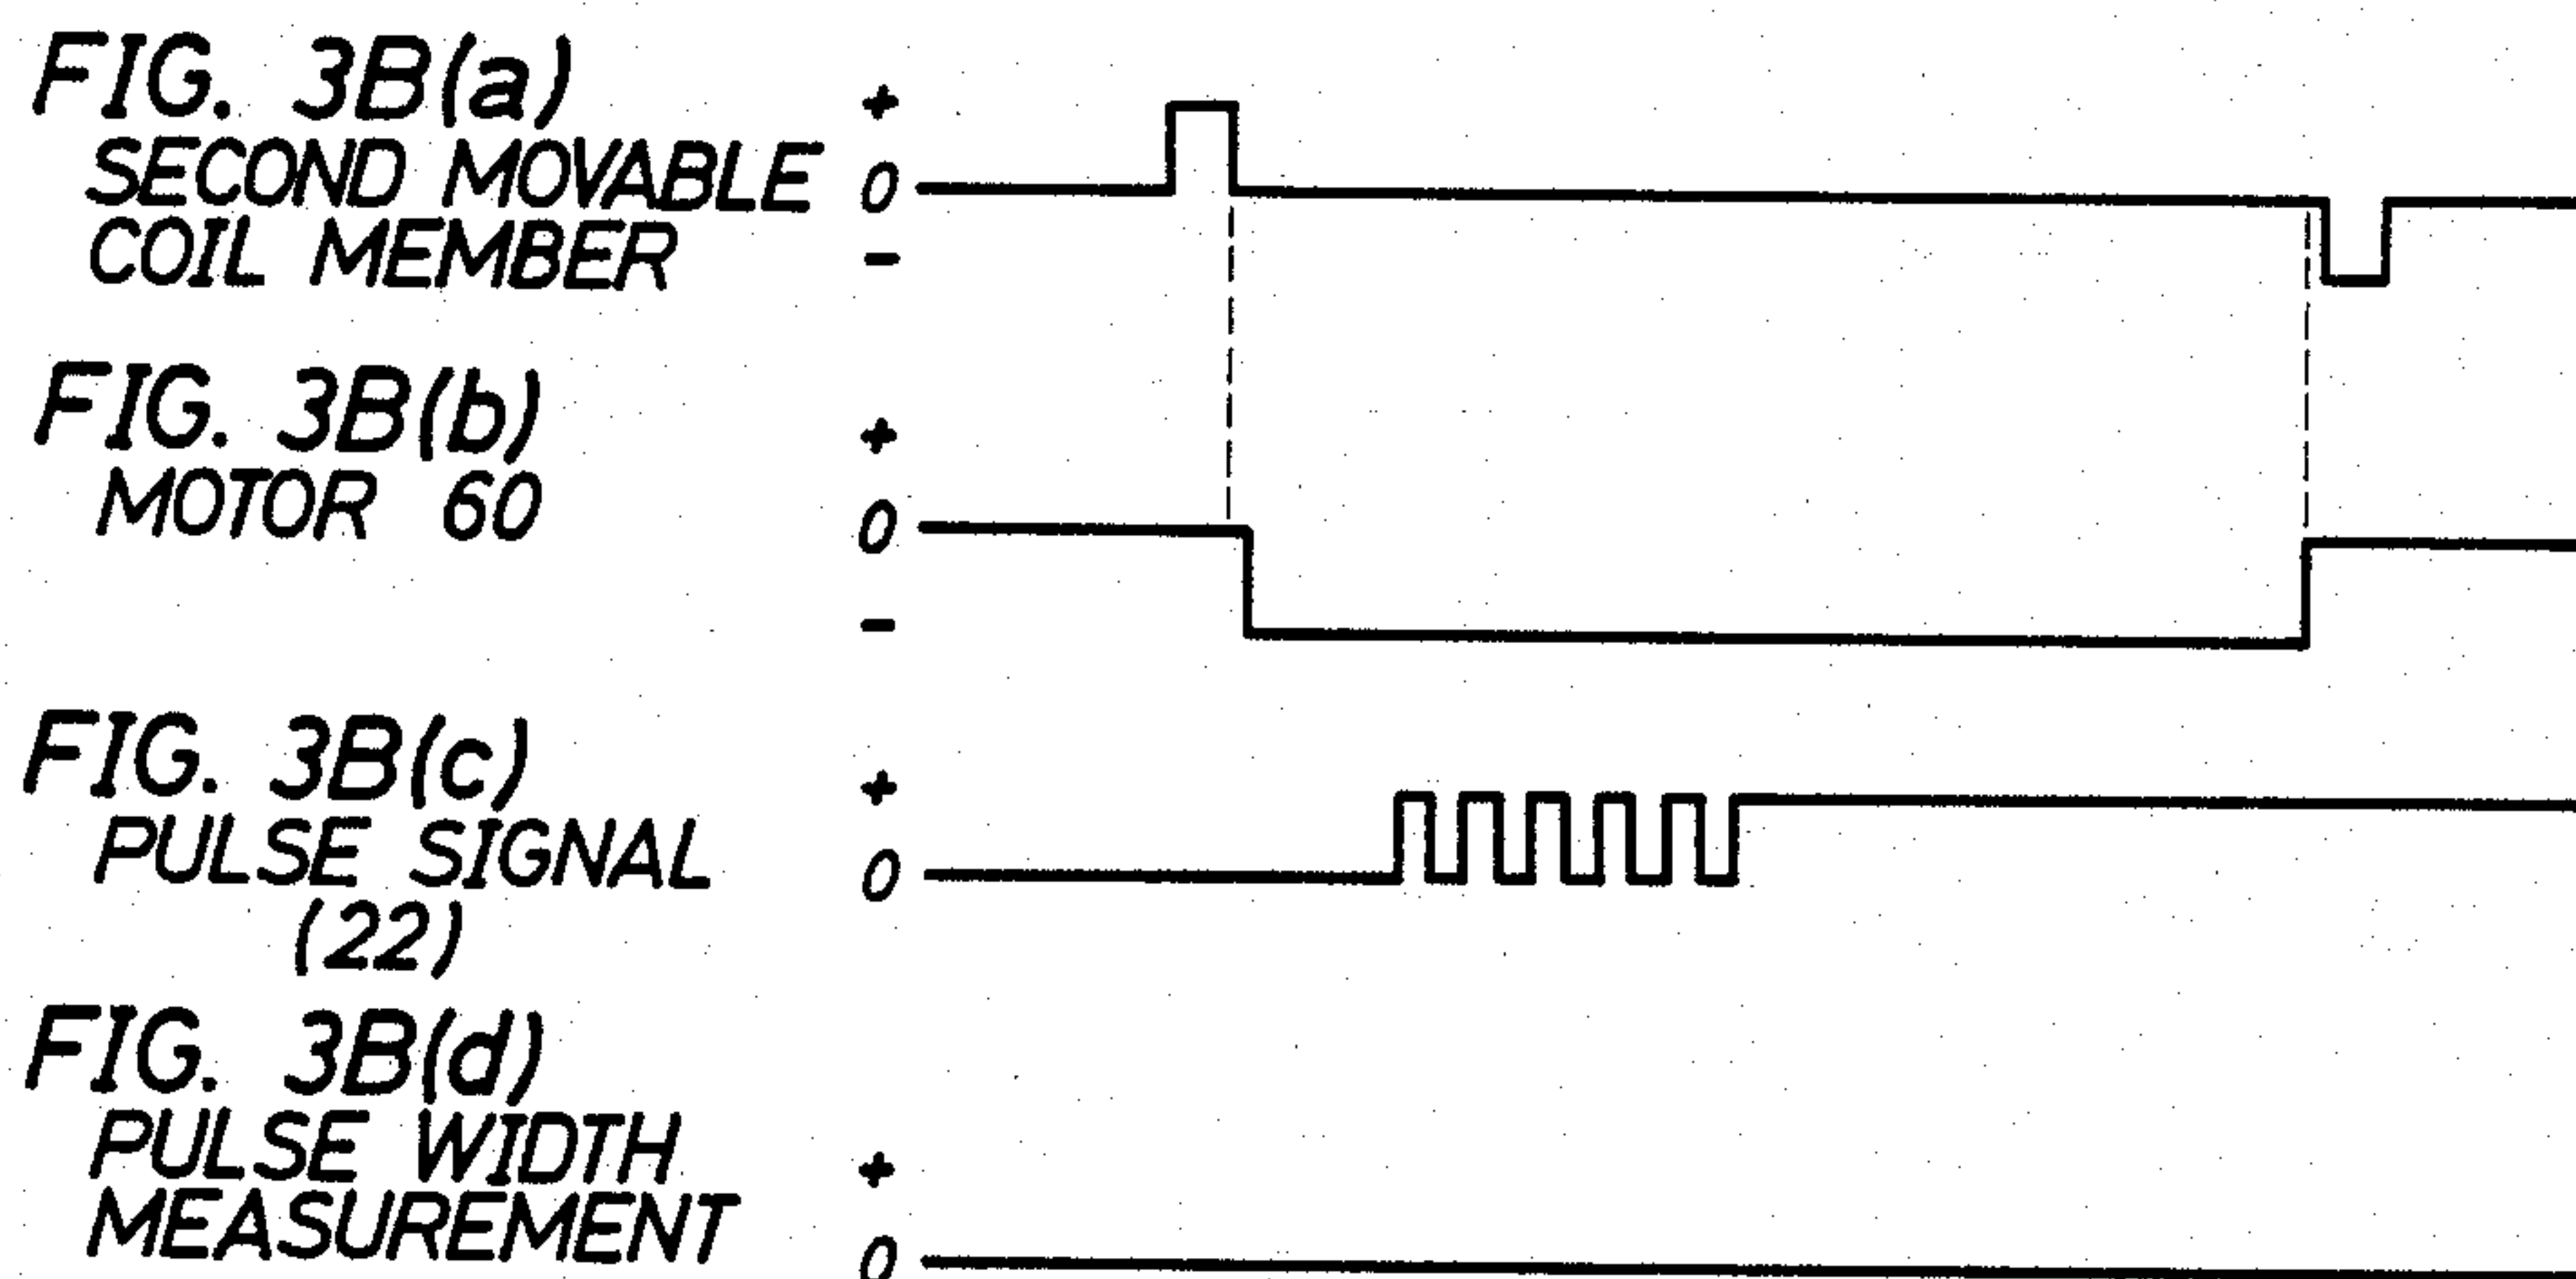 FIG. 3B(a)
SECOND MOVABLE
COIL MEMBER
+
0
-
FIG. 3B(b)
MOTOR 60
+
0
-
FIG. 3B(c)
PULSE SIGNAL
(22)
+
0
FIG. 3B(d)
PULSE WIDTH
MEASUREMENT
+
0